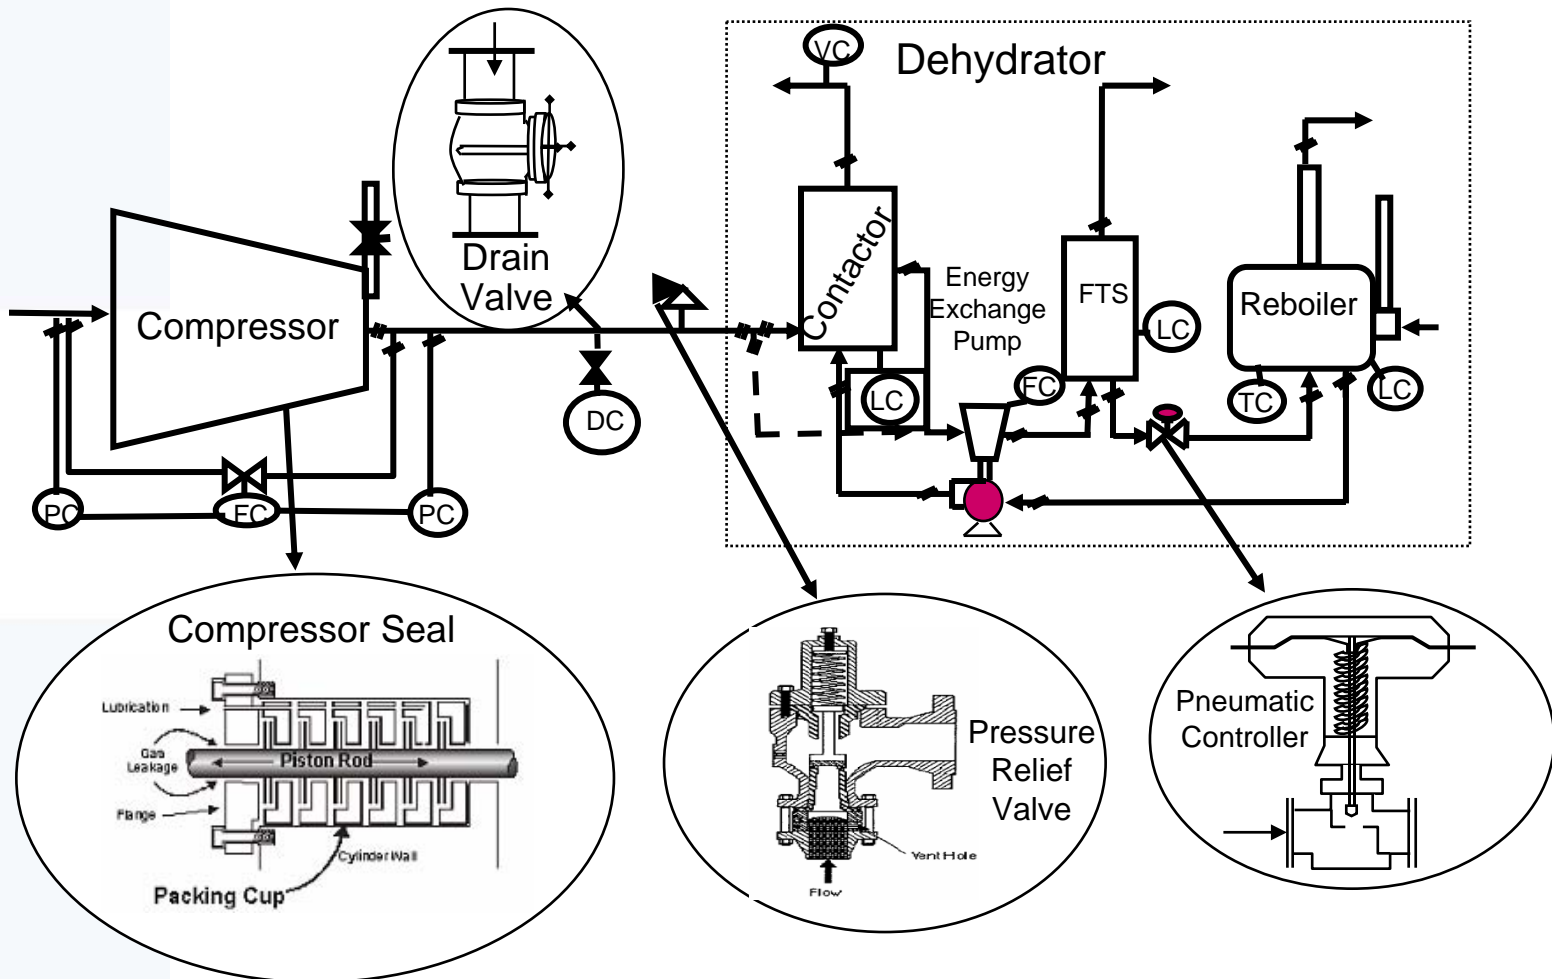 VC
Dehydrator
Drain
Valve
Compressor
Contactor
Energy
Exchange
Pump
FTS
LC
Reboiler
FC
LC
TC
LC
DC
PC
FC
PC
Compressor Seal
Lubrication
Gas
Leakage
Piston Rod
Flange
Cylinder Wall
Packing Cup
Pressure
Relief
Valve
Vent Hole
Flow
Pneumatic
Controller